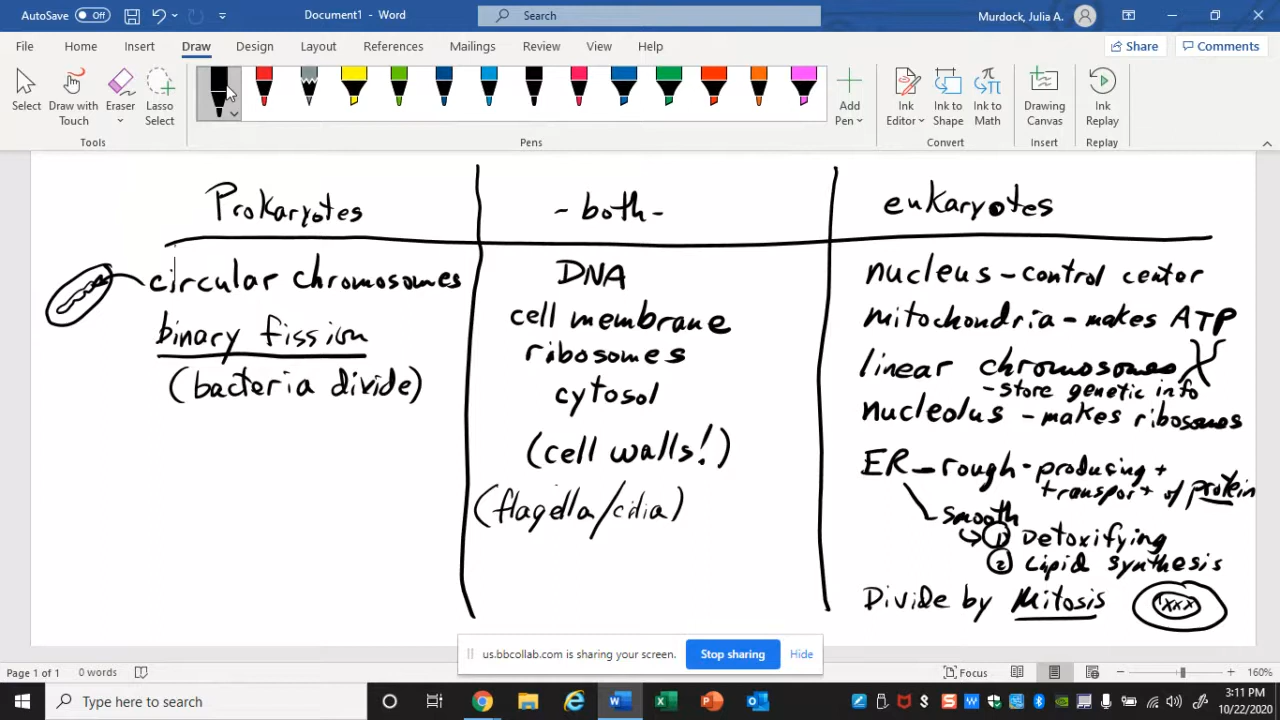 AutoSave Off
Document1 - Word
Search
Murdock, Julia A.
File Home Insert Draw Design Layout References Mailings Review View Help
Share Comments
Select
Draw with Touch
Eraser
Lasso Select
Add Pen
Ink Editor
Ink to Shape
Ink to Math
Drawing Canvas
Ink Replay
Tools Pens Convert Insert Replay
Prokaryotes
circular chromosomes
binary fission
(bacteria divide)
- both -
DNA
cell membrane
ribosomes
cytosol
(cell walls!)
(flagella/cilia)
eukaryotes
nucleus - control center
mitochondria - makes ATP
linear chromosomes
- store genetic info
nucleolus - makes ribosomes
ER - rough - producing +
transport of protein
smooth
① Detoxifying
② Lipid synthesis
Divide by Mitosis
us.bbcollab.com is sharing your screen. Stop sharing Hide
Page 1 of 1 0 words Focus 160%
Type here to search
3:11 PM
10/22/2020